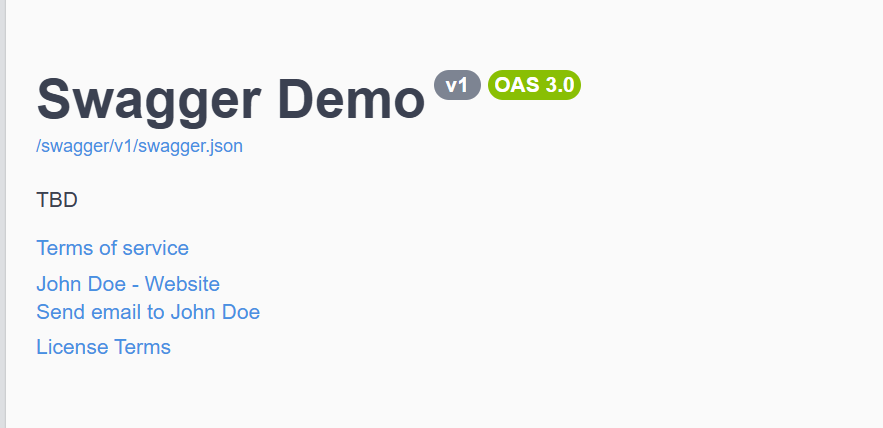 Swagger Demo v1 OAS 3.0
/swagger/v1/swagger.json
TBD
Terms of service
John Doe - Website
Send email to John Doe
License Terms